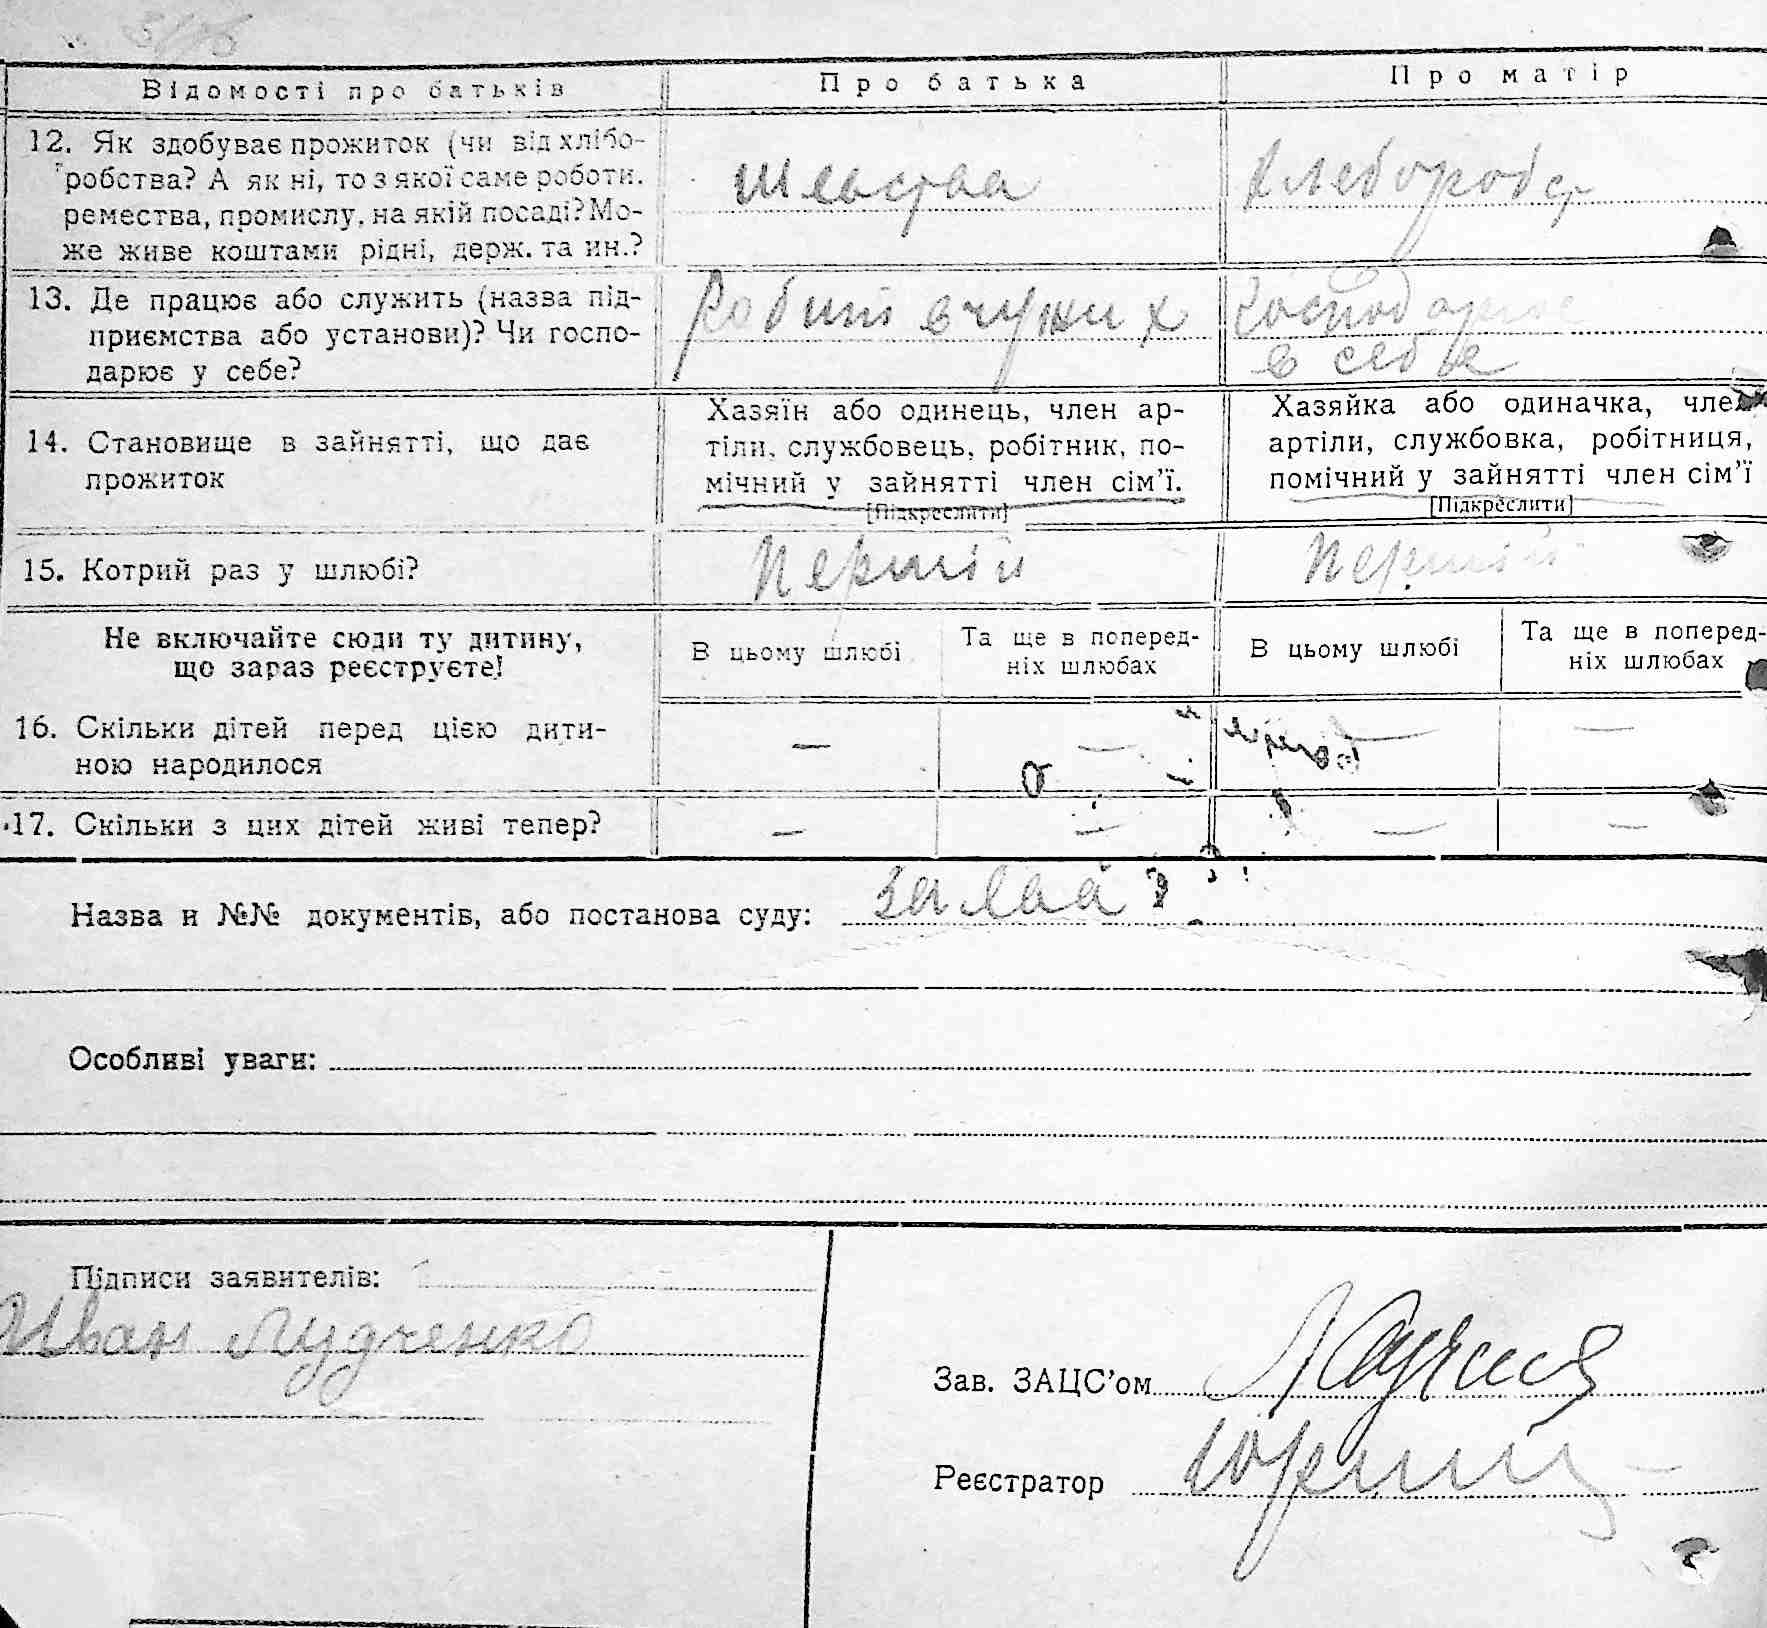 Відомості про батьків
Про батька
Про матір
12. Як здобуває прожиток (чи від хлібо-
робства? А як ні, то з якої саме роботи,
ремества, промислу, на якій посаді? Мо-
же живе коштами рідні, держ. та ин.?
13. Де працює або служить (назва під-
приємства або установи)? Чи госпо-
дарює у себе?
Робит в чужих
в себе
14. Становище в зайнятті, що дає
прожиток
Хазяїн або одинець, член ар-
тіли, службовець, робітник, по-
мічний у зайнятті член сім'ї.
[Підкреслити]
Хазяйка або одиначка, член
артіли, службовка, робітниця,
помічний у зайнятті член сім'ї
[Підкреслити]
15. Котрий раз у шлюбі?
Перший
Перший
Не включайте сюди ту дитину,
що зараз реєструєте!
В цьому шлюбі
Та ще в поперед-
ніх шлюбах
В цьому шлюбі
Та ще в поперед-
ніх шлюбах
16. Скільки дітей перед цією дити-
ною народилося
— — — —
17. Скільки з цих дітей живі тепер?
— — — —
Назва и №№ документів, або постанова суду:
Особливі уваги:
Підписи заявителів:
Иван Лудченко
Зав. ЗАЦС'ом
Реєстратор